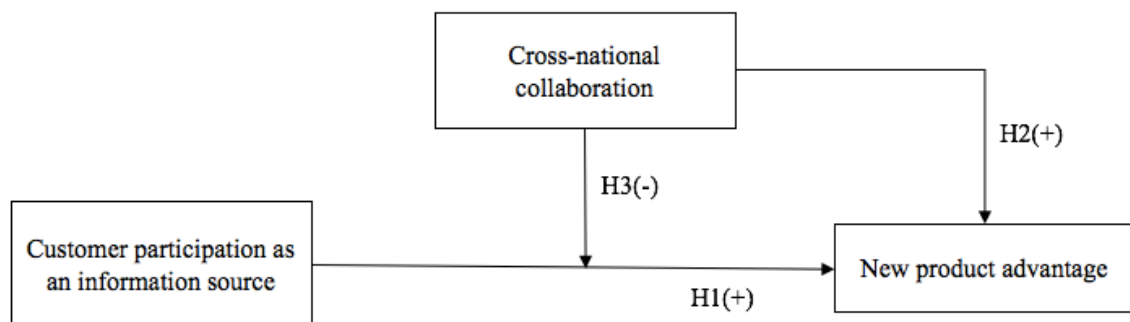 Cross-national
collaboration
H2(+)
H3(-)
Customer participation as
an information source
New product advantage
H1(+)